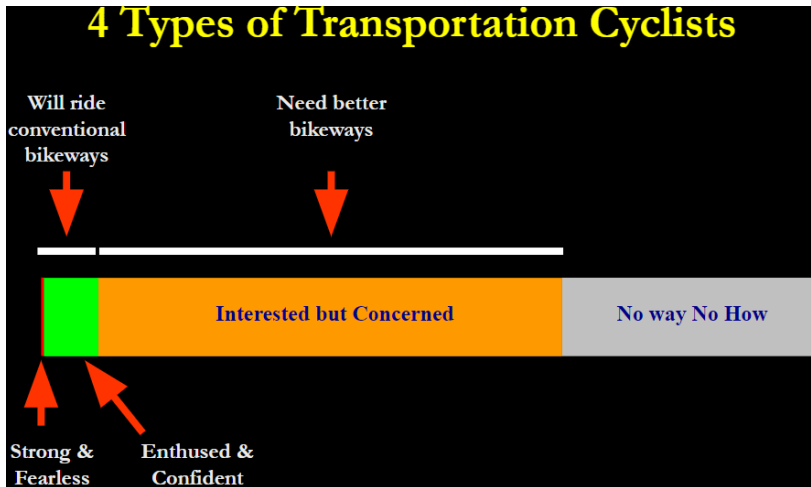 4 Types of Transportation Cyclists
Will ride
conventional
bikeways
Need better
bikeways
Interested but Concerned
No way No How
Strong &
Fearless
Enthused &
Confident